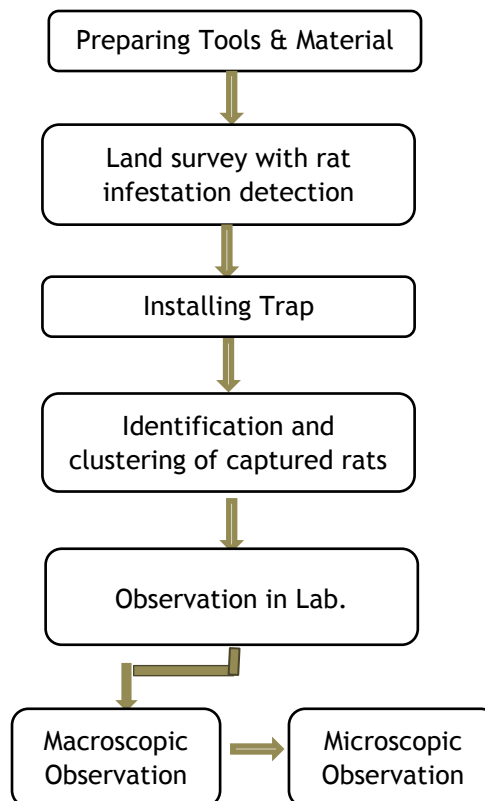 Preparing Tools & Material
Land survey with rat
infestation detection
Installing Trap
Identification and
clustering of captured rats
Observation in Lab.
Macroscopic
Observation
Microscopic
Observation